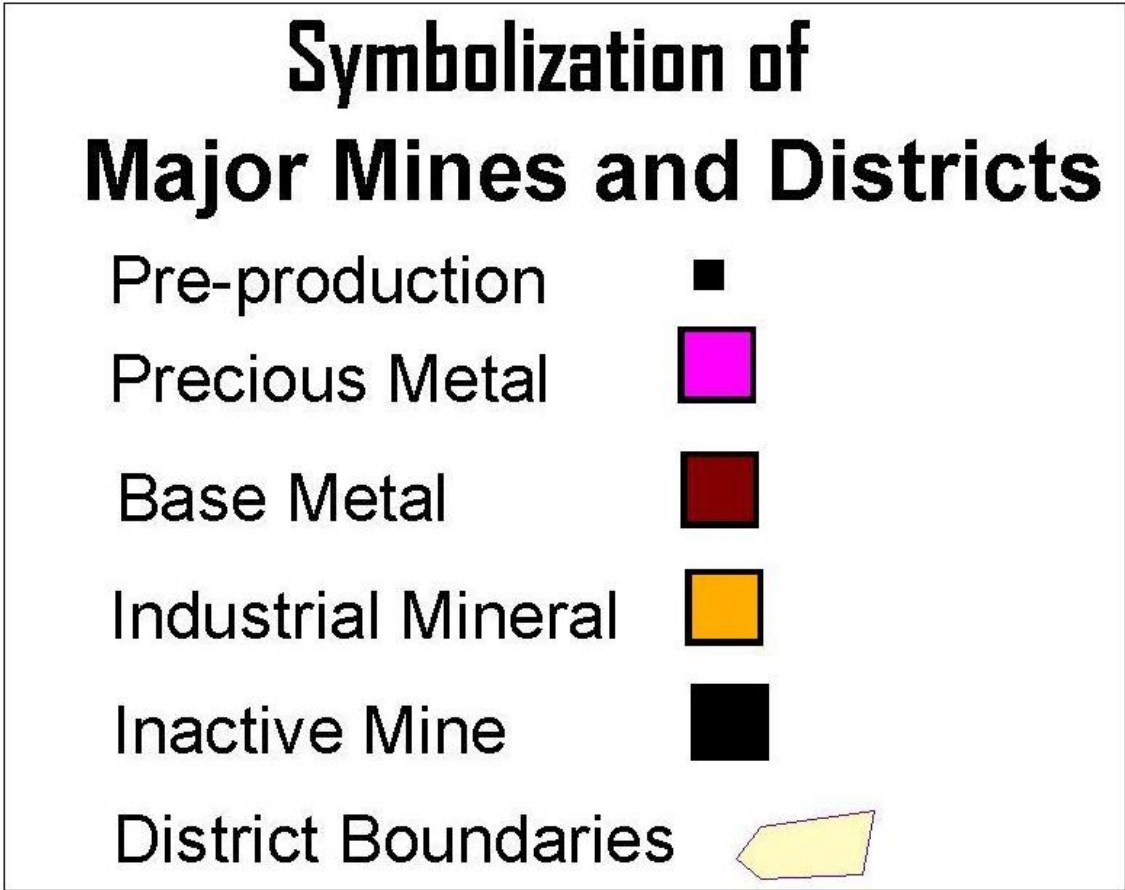 Symbolization of
Major Mines and Districts
Pre-production
Precious Metal
Base Metal
Industrial Mineral
Inactive Mine
District Boundaries